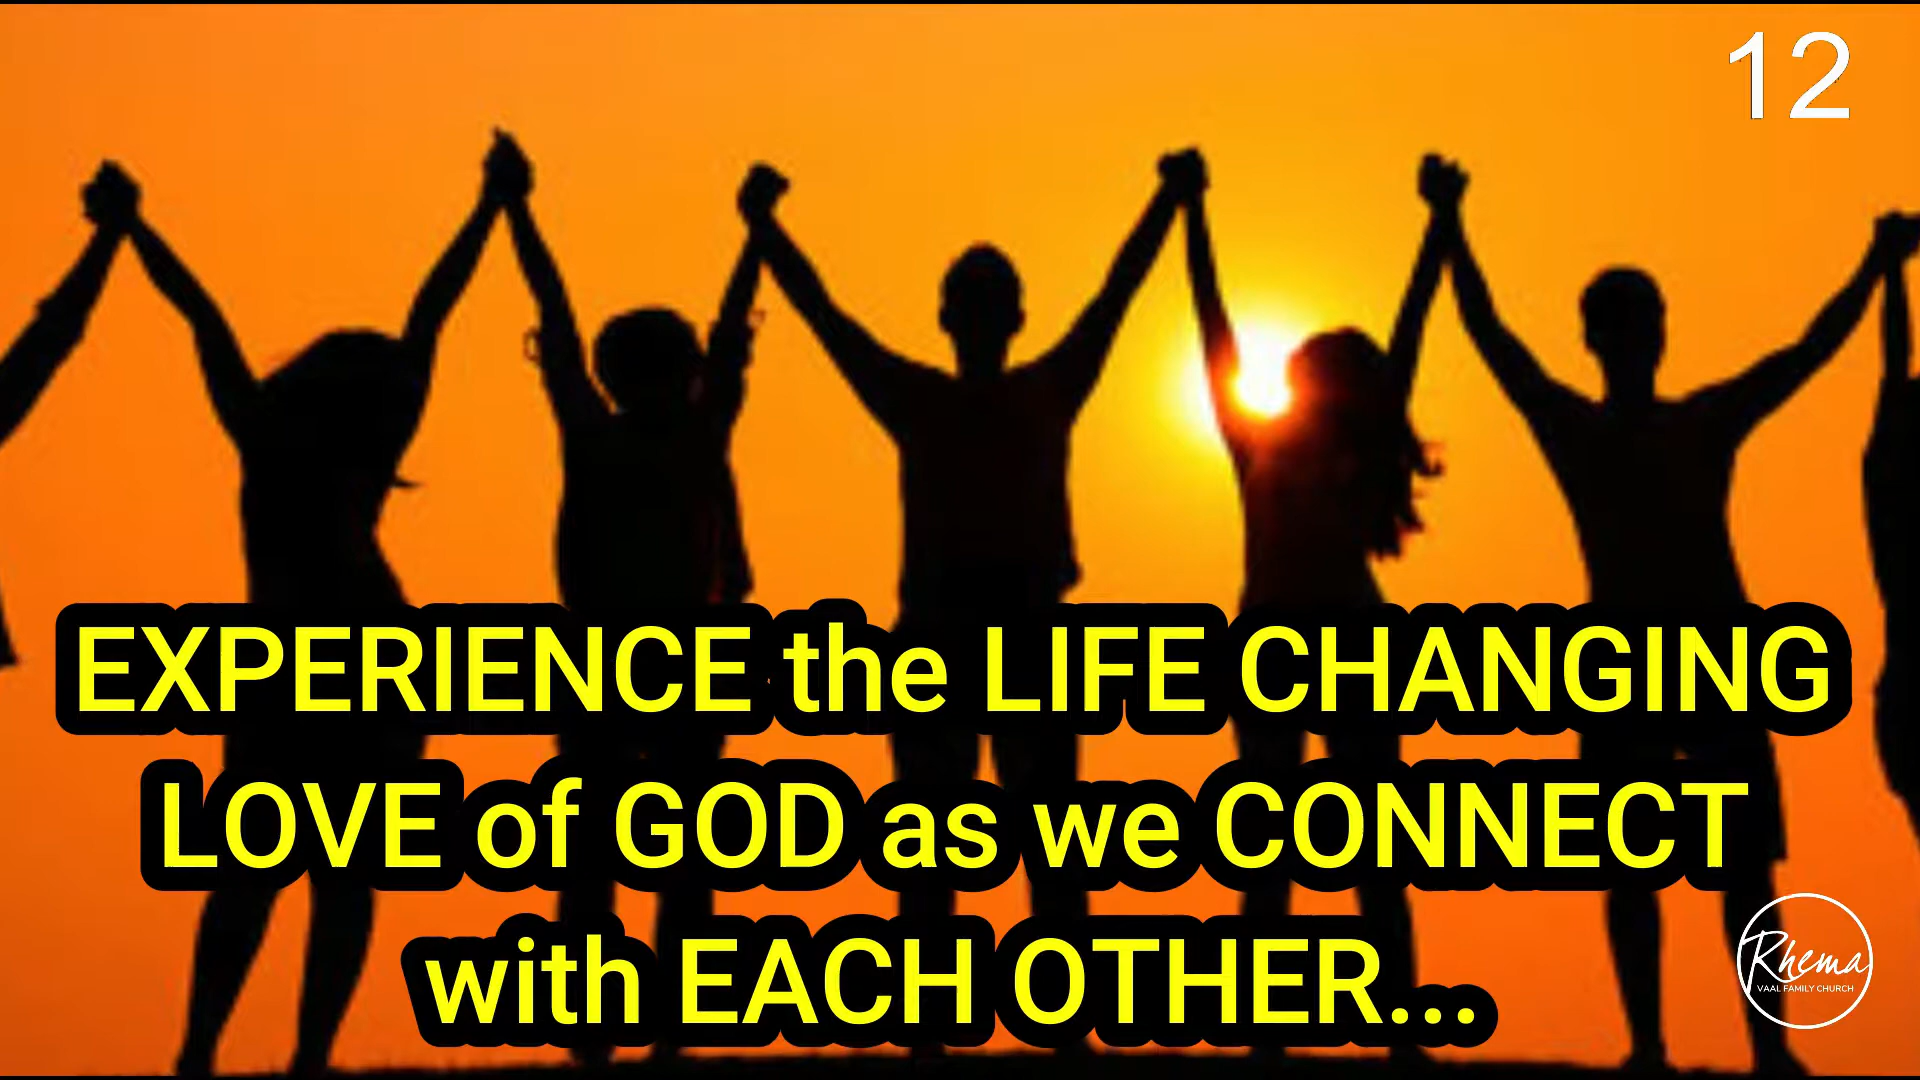 12
EXPERIENCE the LIFE CHANGING
LOVE of GOD as we CONNECT
with EACH OTHER...
Rhema
VAAL FAMILY CHURCH